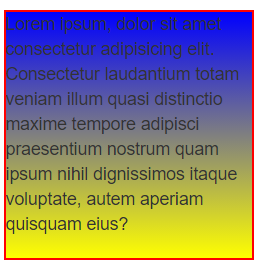 Lorem ipsum, dolor sit amet
consectetur adipisicing elit.
Consectetur laudantium totam
veniam illum quasi distinctio
maxime tempore adipisci
praesentium nostrum quam
ipsum nihil dignissimos itaque
voluptate, autem aperiam
quisquam eius?